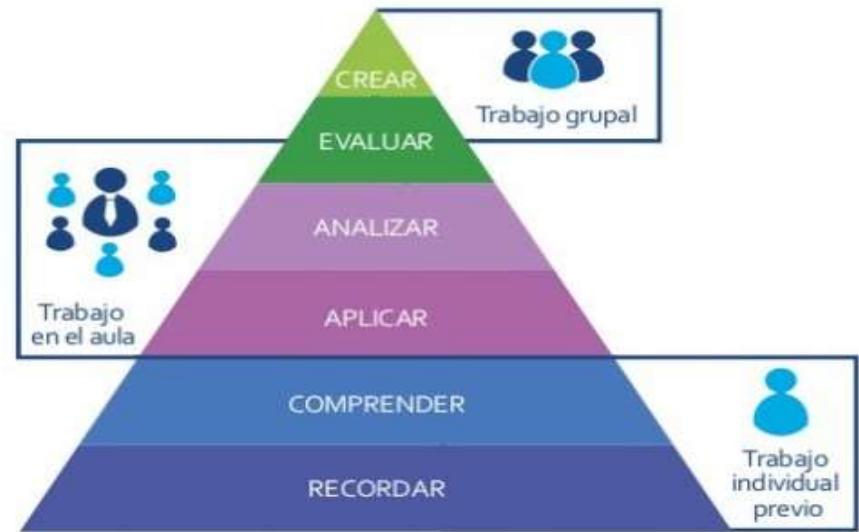 CREAR
Trabajo grupal
EVALUAR
ANALIZAR
Trabajo
en el aula
APLICAR
COMPRENDER
RECORDAR
Trabajo
individual
previo